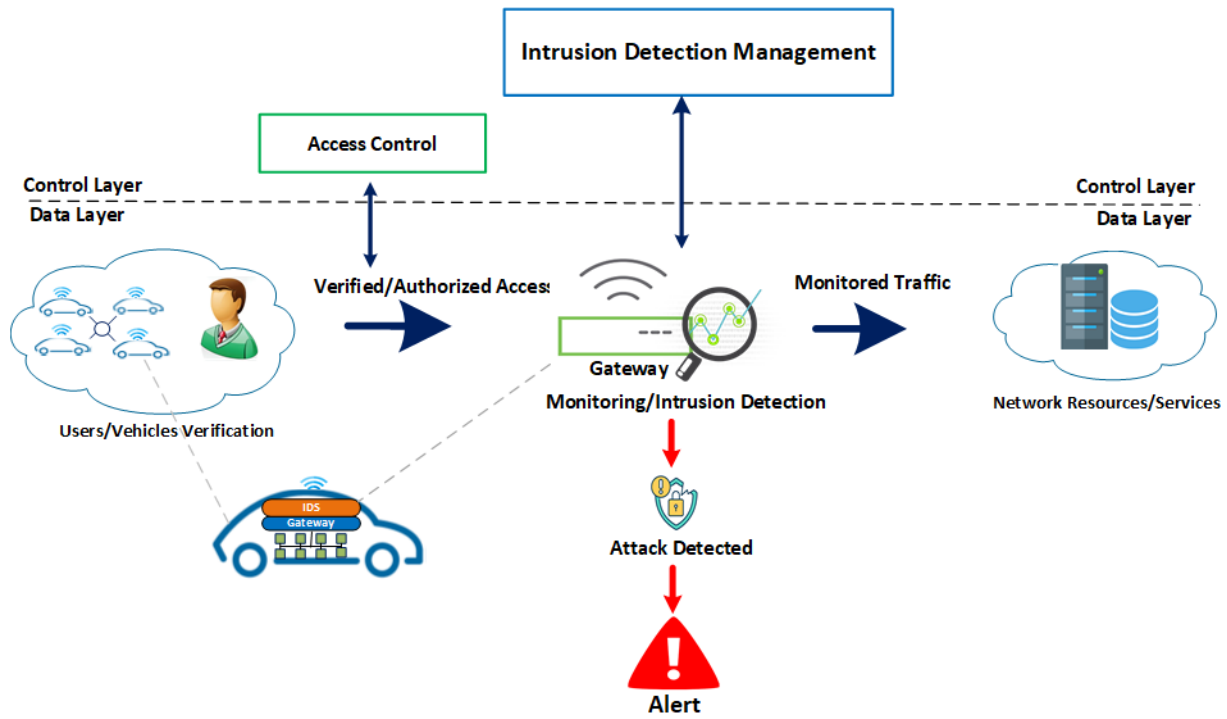 Intrusion Detection Management
Access Control
Control Layer
Control Layer
Data Layer
Data Layer
Verified/Authorized Access
Monitored Traffic
Gateway
Monitoring/Intrusion Detection
Network Resources/Services
Users/Vehicles Verification
IDS
Gateway
Attack Detected
Alert